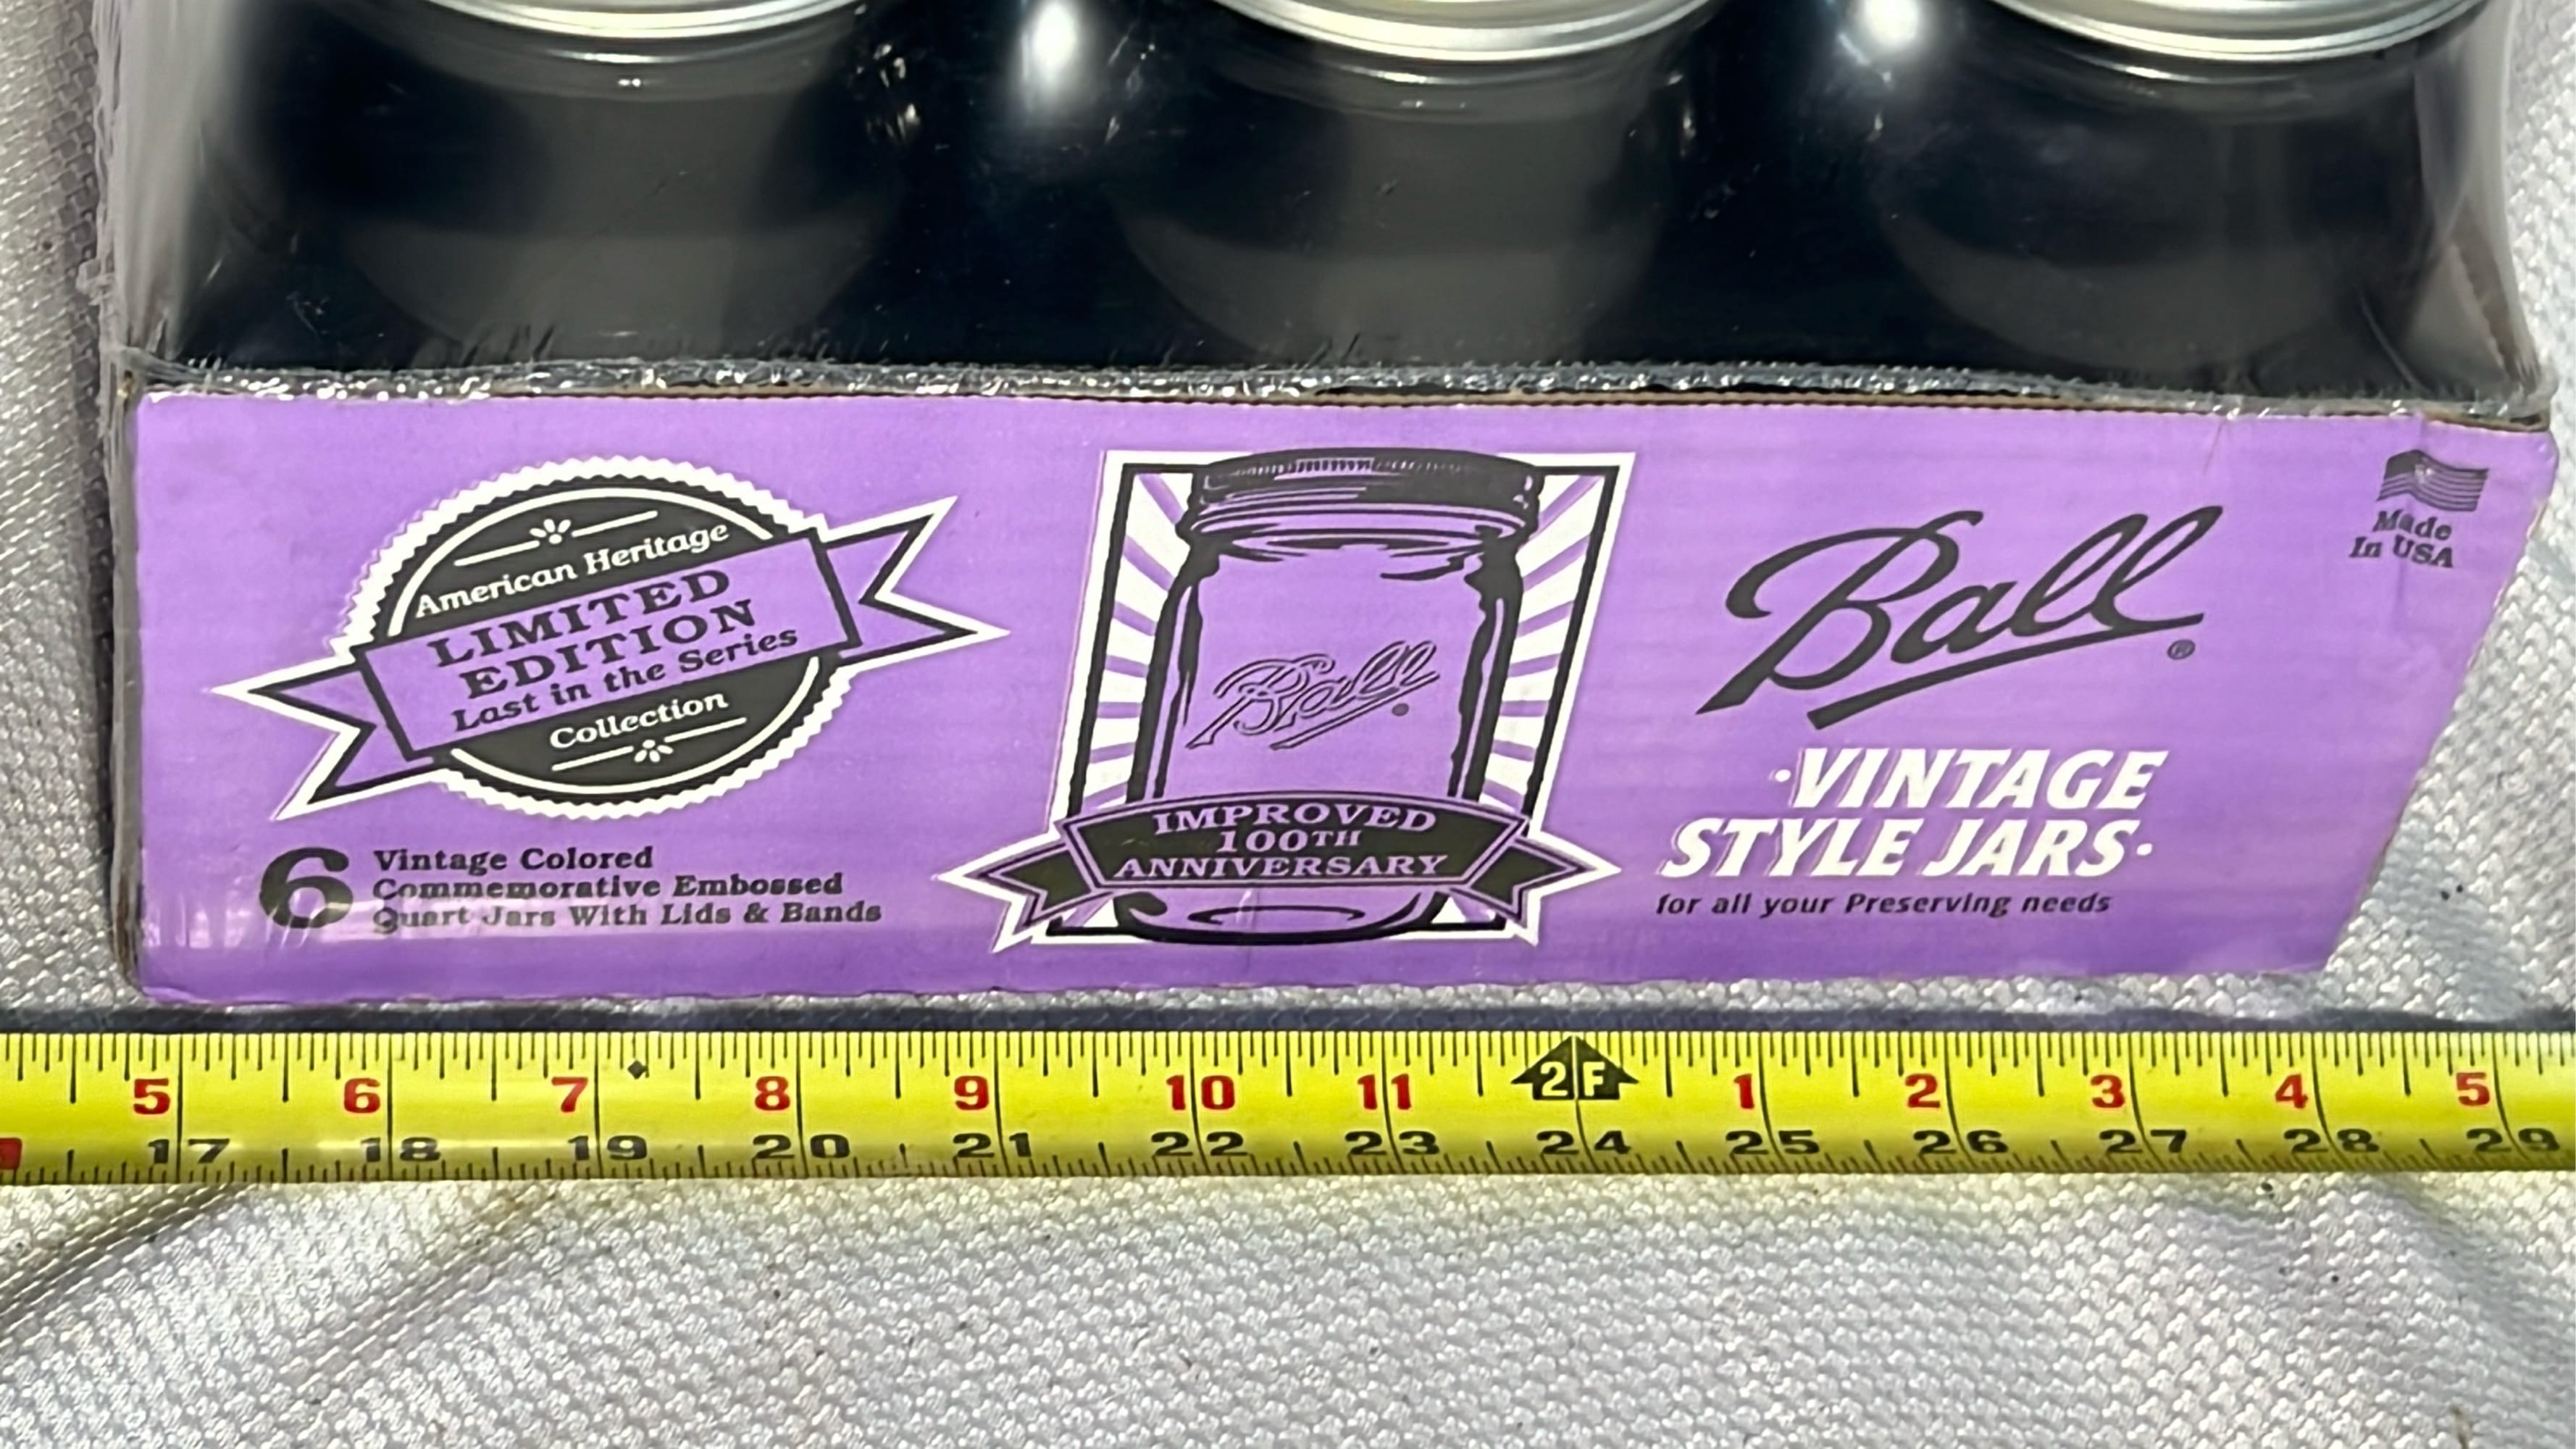 American Heritage
LIMITED
EDITION
Last in the Series
Collection
6
Vintage Colored
Commemorative Embossed
Quart Jars With Lids & Bands
Ball
IMPROVED
100TH
ANNIVERSARY
Ball®
·VINTAGE
STYLE JARS·
for all your Preserving needs
Made
In USA
5 6 7 8 9 10 11 2F 1 2 3 4 5
17 18 19 20 21 22 23 24 25 26 27 28 29